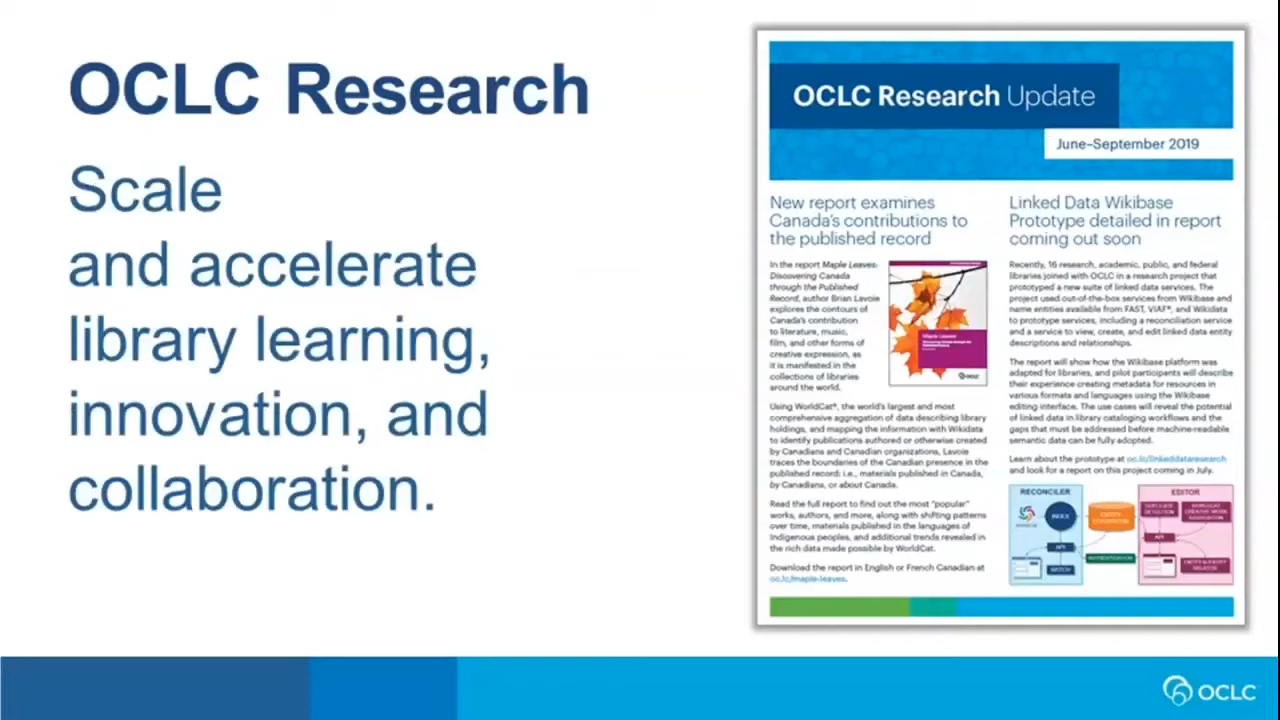 OCLC Research
Scale
and accelerate
library learning,
innovation, and
collaboration.
OCLC Research Update
June–September 2019
New report examines
Canada's contributions to
the published record
In the report Maple Leaves:
Discovering Canada
through the Published
Record, author Brian Lavoie
explores the contours of
Canada's contribution
to literature, music,
film, and other forms of
creative expression, as
it is manifested in the
collections of libraries
around the world.
Maple Leaves
OCLC
Using WorldCat®, the world's largest and most
comprehensive aggregation of data describing library
holdings, and mapping the information with Wikidata
to identify publications authored or otherwise created
by Canadians and Canadian organizations, Lavoie
traces the boundaries of the Canadian presence in the
published record: i.e., materials published in Canada,
by Canadians, or about Canada.
Read the full report to find out the most "popular"
works, authors, and more, along with shifting patterns
over time, materials published in the languages of
Indigenous peoples, and additional trends revealed in
the rich data made possible by WorldCat.
Download the report in English or French Canadian at
oc.lc/maple-leaves.
Linked Data Wikibase
Prototype detailed in report
coming out soon
Recently, 16 research, academic, public, and federal
libraries joined with OCLC in a research project that
prototyped a new suite of linked data services. The
project used out-of-the-box services from Wikibase and
name entities available from FAST, VIAF®, and Wikidata
to prototype services, including a reconciliation service
and a service to view, create, and edit linked data entity
descriptions and relationships.
The report will show how the Wikibase platform was
adapted for libraries, and pilot participants will describe
their experience creating metadata for resources in
various formats and languages using the Wikibase
editing interface. The use cases will reveal the potential
of linked data in library cataloging workflows and the
gaps that must be addressed before machine-readable
semantic data can be fully adopted.
Learn about the prototype at oc.lc/linkeddataresearch
and look for a report on this project coming in July.
RECONCILER
EDITOR
INDEX
API
API
OCLC